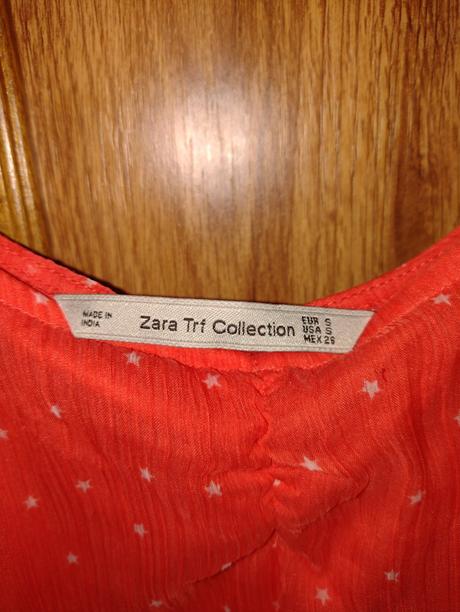 MADE IN
INDIA
Zara Trf Collection
EUR S
USA S
MEX 26